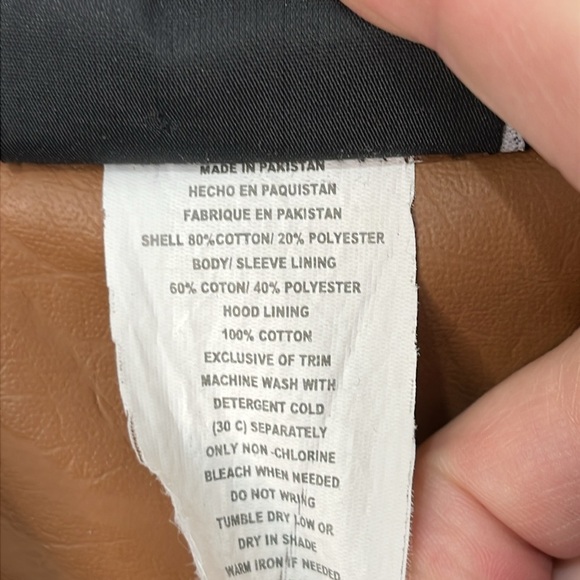 MADE IN PAKISTAN
HECHO EN PAQUISTAN
FABRIQUE EN PAKISTAN
SHELL 80%COTTON/ 20% POLYESTER
BODY/ SLEEVE LINING
60% COTON/ 40% POLYESTER
HOOD LINING
100% COTTON
EXCLUSIVE OF TRIM
MACHINE WASH WITH
DETERGENT COLD
(30 C) SEPARATELY
ONLY NON-CHLORINE
BLEACH WHEN NEEDED
DO NOT WRING
TUMBLE DRY LOW OR
DRY IN SHADE
WARM IRON IF NEEDED